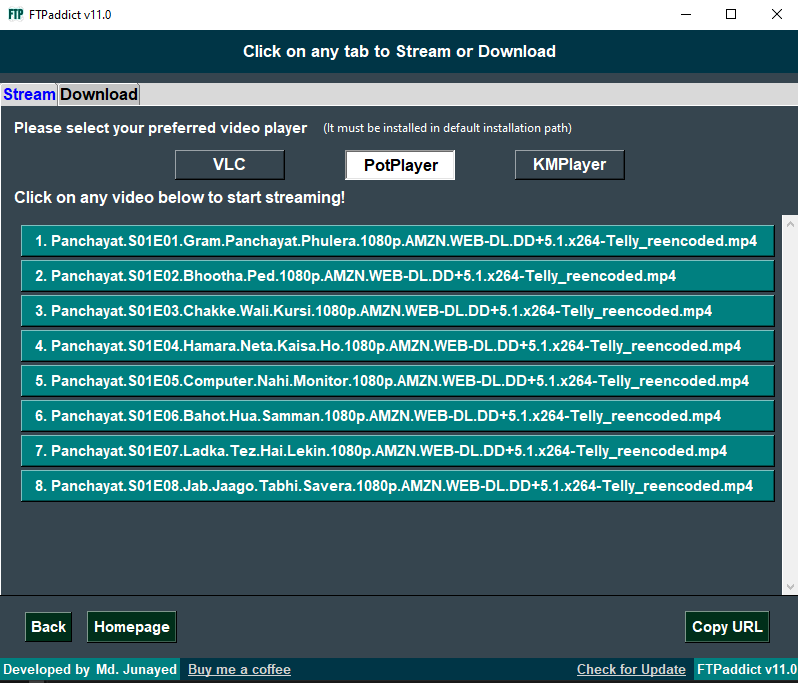 FTP FTPaddict v11.0
Click on any tab to Stream or Download
Stream Download
Please select your preferred video player (It must be installed in default installation path)
VLC PotPlayer KMPlayer
Click on any video below to start streaming!
1. Panchayat.S01E01.Gram.Panchayat.Phulera.1080p.AMZN.WEB-DL.DD+5.1.x264-Telly_reencoded.mp4
2. Panchayat.S01E02.Bhootha.Ped.1080p.AMZN.WEB-DL.DD+5.1.x264-Telly_reencoded.mp4
3. Panchayat.S01E03.Chakke.Wali.Kursi.1080p.AMZN.WEB-DL.DD+5.1.x264-Telly_reencoded.mp4
4. Panchayat.S01E04.Hamara.Neta.Kaisa.Ho.1080p.AMZN.WEB-DL.DD+5.1.x264-Telly_reencoded.mp4
5. Panchayat.S01E05.Computer.Nahi.Monitor.1080p.AMZN.WEB-DL.DD+5.1.x264-Telly_reencoded.mp4
6. Panchayat.S01E06.Bahot.Hua.Samman.1080p.AMZN.WEB-DL.DD+5.1.x264-Telly_reencoded.mp4
7. Panchayat.S01E07.Ladka.Tez.Hai.Lekin.1080p.AMZN.WEB-DL.DD+5.1.x264-Telly_reencoded.mp4
8. Panchayat.S01E08.Jab.Jaago.Tabhi.Savera.1080p.AMZN.WEB-DL.DD+5.1.x264-Telly_reencoded.mp4
Back Homepage Copy URL
Developed by Md. Junayed Buy me a coffee Check for Update FTPaddict v11.0